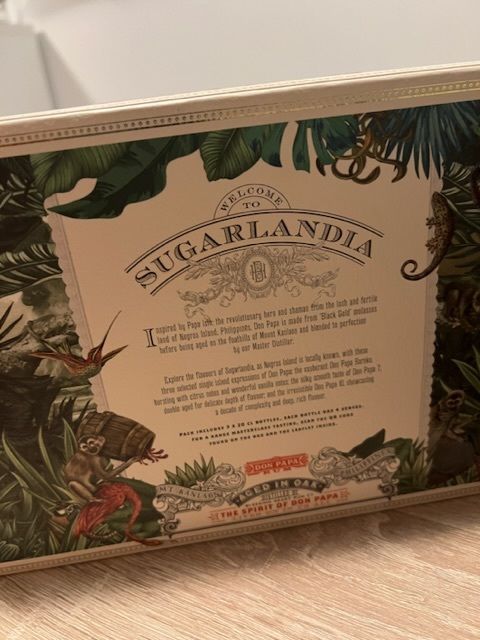 WELCOME
TO
SUGARLANDIA
Inspired by Papa Isio, the revolutionary hero and shaman from the lush and fertile
land of Negros Island, Philippines, Don Papa is made from 'Black Gold' molasses
before being aged on the foothills of Mount Kanlaon and blended to perfection
by our Master Distiller.
Explore the flavours of Sugarlandia, as Negros Island is locally known, with these
three selected single island expressions of Don Papa: the exuberant Don Papa Baroko,
bursting with citrus notes and wonderful vanilla notes; the silky smooth taste of Don Papa 7,
double aged for delicate depth of flavour; and the irresistible Don Papa 10, showcasing
a decade of complexity and deep, rich flavour.
PACK INCLUDES 3 X 20 CL BOTTLES, EACH BOTTLE HAS 4 SERVES.
FOR A RUMOR MASTERCLASS TASTING, SCAN THE QR CODE
FOUND ON THE BOX AND THE LEAFLET INSIDE.
DON PAPA
RUM
MT KANLAON
AGED IN OAK
THE SPIRIT OF DON PAPA